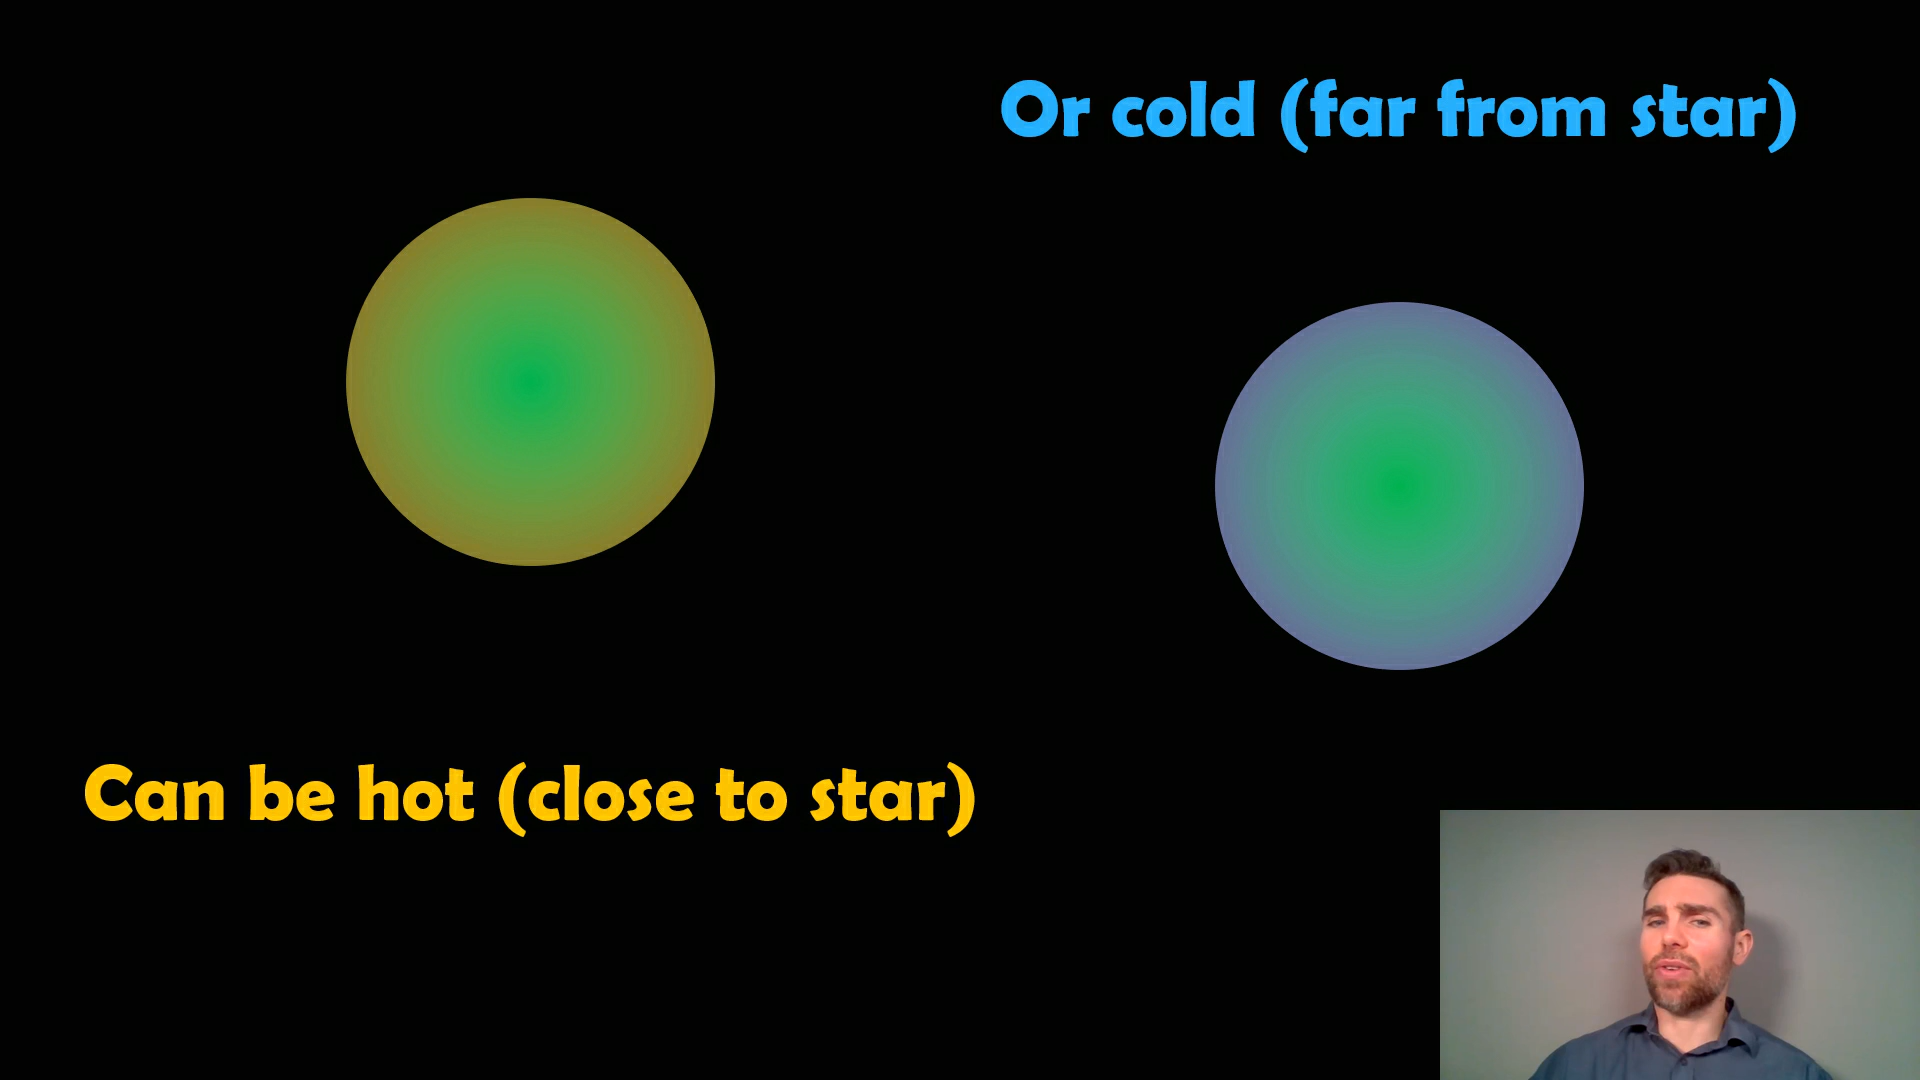 Or cold (far from star)
Can be hot (close to star)